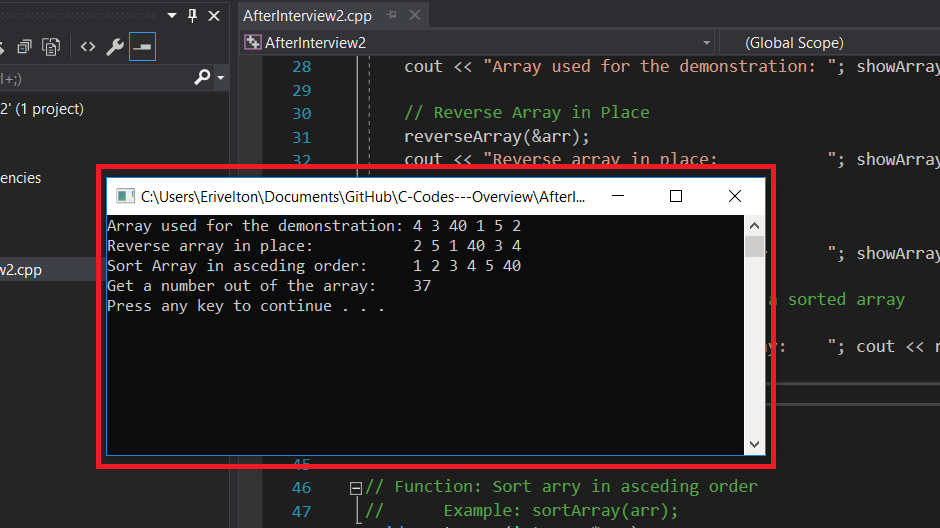 AfterInterview2.cpp
AfterInterview2
(Global Scope)
+;)
2' (1 project)
encies
w2.cpp
28 cout << "Array used for the demonstration: "; showArray
29
30 // Reverse Array in Place
31 reverseArray(&arr);
32 cout << "Reverse array in place: "; showArray
"; showArray
a sorted array
ay: "; cout << r
C:\Users\Erivelton\Documents\GitHub\C-Codes---Overview\AfterI...
Array used for the demonstration: 4 3 40 1 5 2
Reverse array in place: 2 5 1 40 3 4
Sort Array in asceding order: 1 2 3 4 5 40
Get a number out of the array: 37
Press any key to continue . . .
45
46 // Function: Sort arry in asceding order
47 // Example: sortArray(arr);